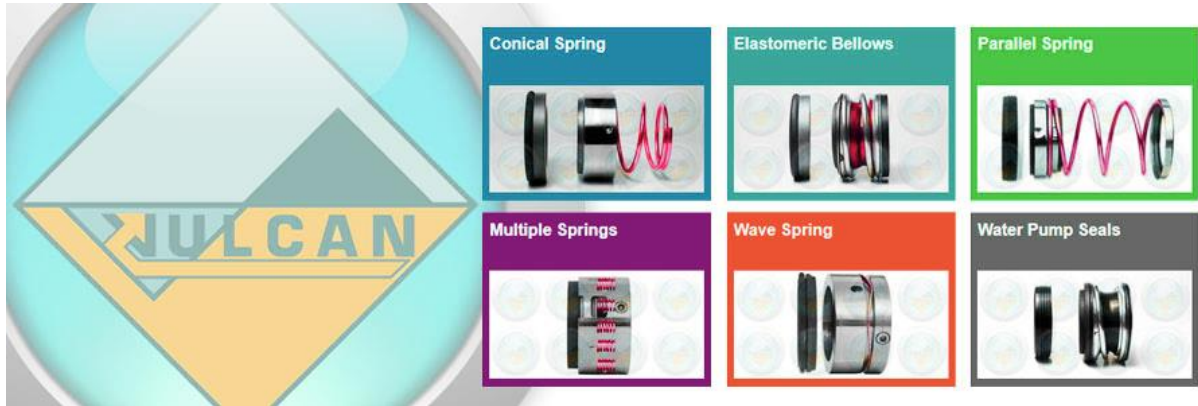 VULCAN
Conical Spring
Elastomeric Bellows
Parallel Spring
Multiple Springs
Wave Spring
Water Pump Seals